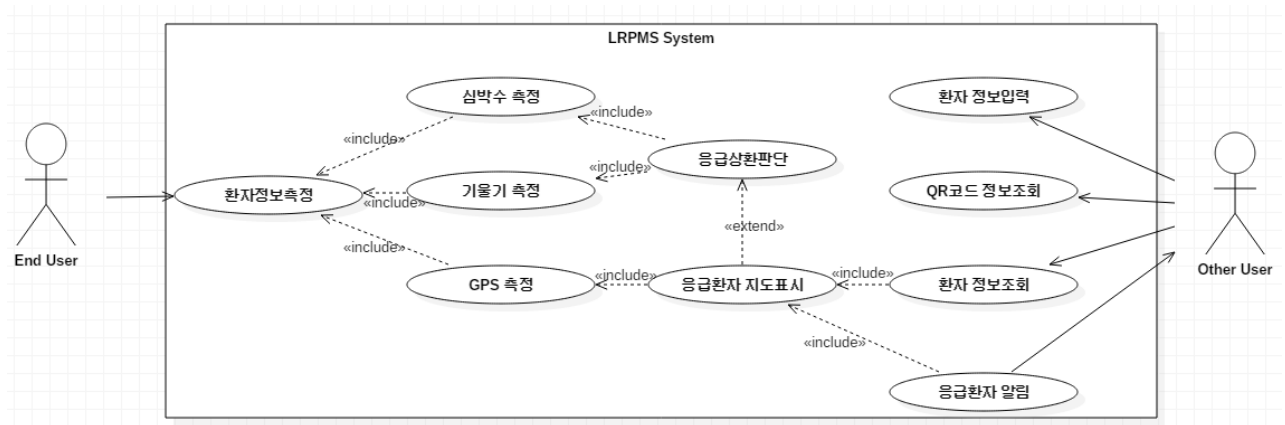 LRPMS System
심박수 측정
환자 정보입력
«include»
«include»
응급상환판단
«include»
환자정보측정
기울기 측정
«include»
QR코드 정보조회
«extend»
«include»
End User
GPS 측정
«include»
응급환자 지도표시
«include»
환자 정보조회
Other User
«include»
응급환자 알림